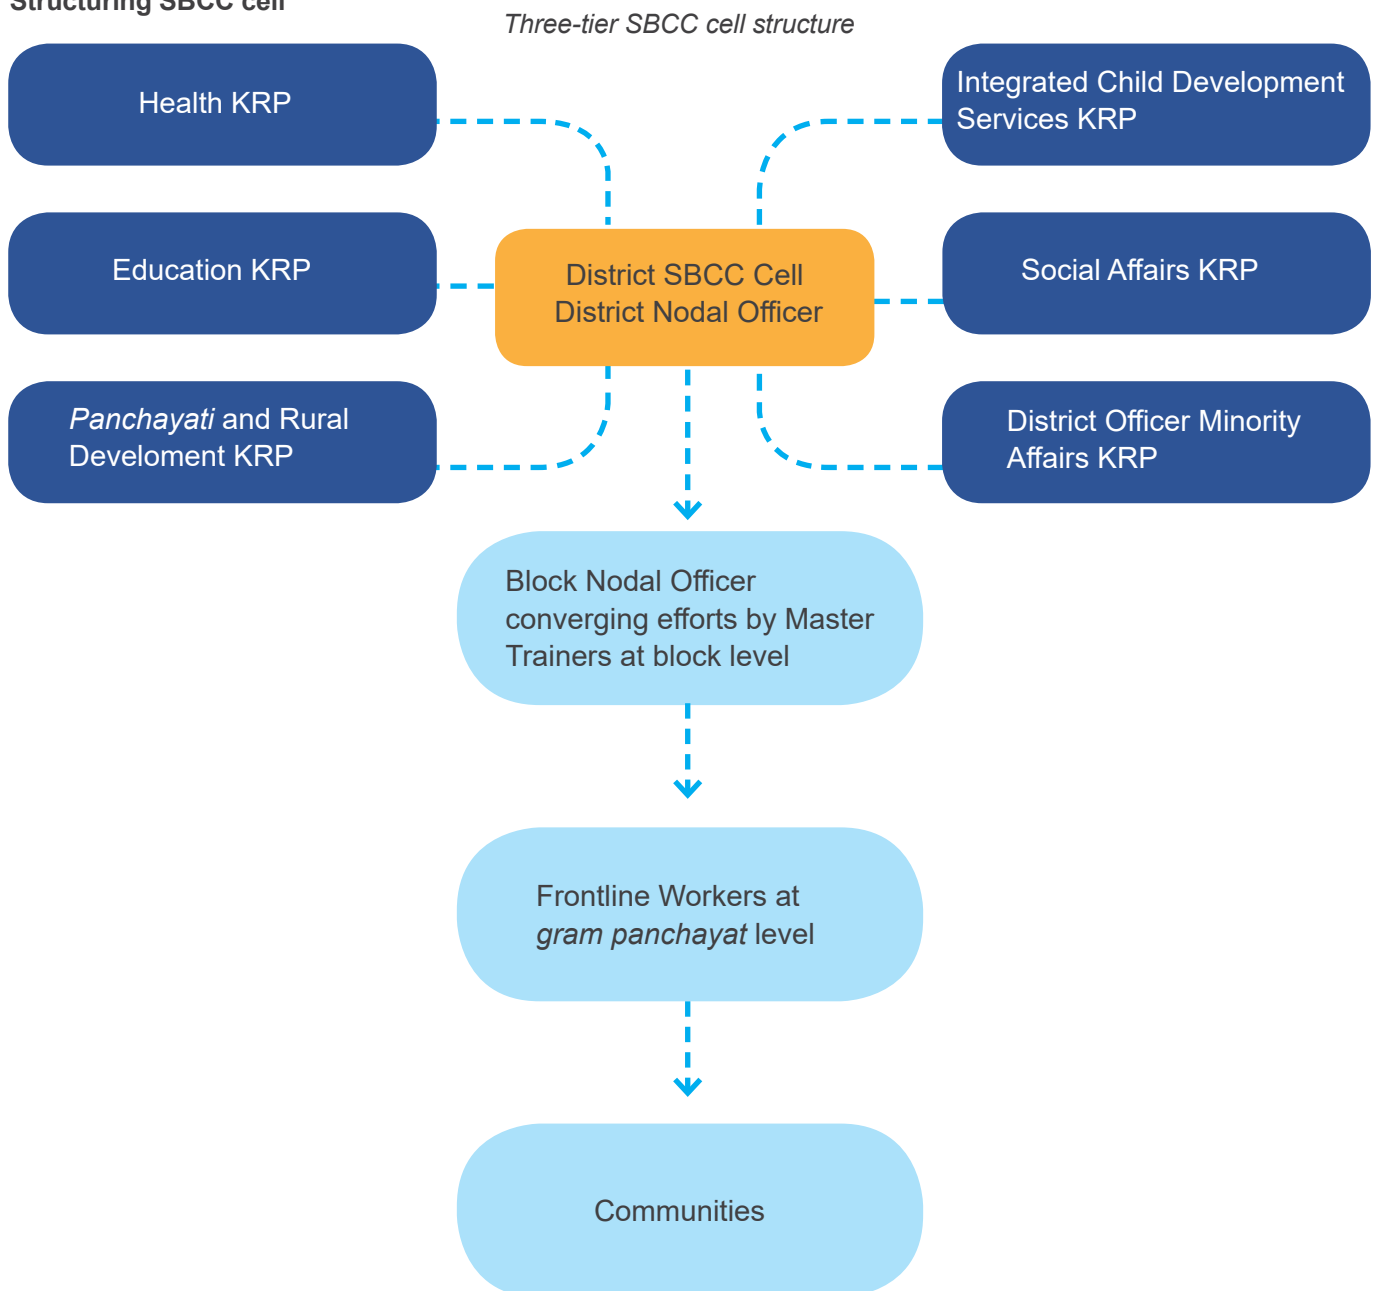 Structuring SBCC cell
Three-tier SBCC cell structure
Health KRP
Integrated Child Development
Services KRP
Education KRP
District SBCC Cell
District Nodal Officer
Social Affairs KRP
Panchayati and Rural
Develoment KRP
District Officer Minority
Affairs KRP
Block Nodal Officer
converging efforts by Master
Trainers at block level
Frontline Workers at
gram panchayat level
Communities